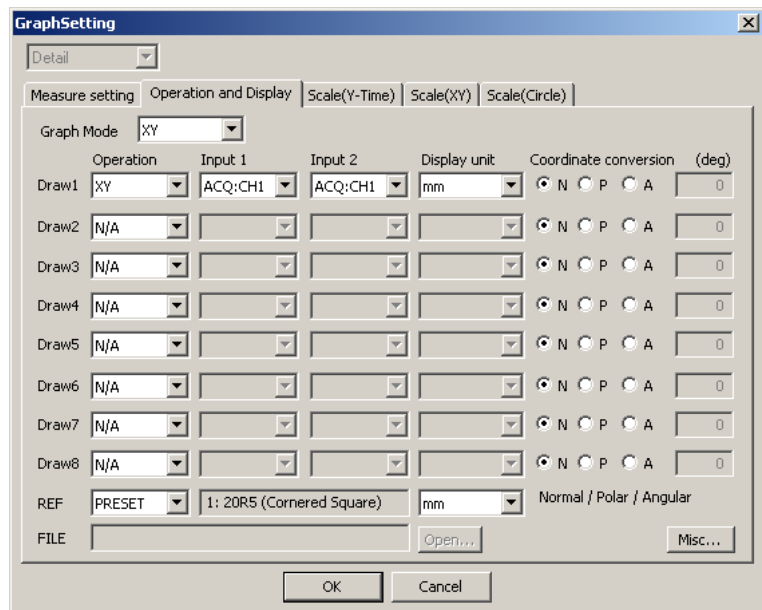 GraphSetting
Detail
Measure setting Operation and Display Scale(Y-Time) Scale(XY) Scale(Circle)
Graph Mode XY
Operation Input 1 Input 2 Display unit Coordinate conversion (deg)
Draw1 XY ACQ:CH1 ACQ:CH1 mm N P A 0
Draw2 N/A N P A 0
Draw3 N/A N P A 0
Draw4 N/A N P A 0
Draw5 N/A N P A 0
Draw6 N/A N P A 0
Draw7 N/A N P A 0
Draw8 N/A N P A 0
REF PRESET 1: 20R5 (Cornered Square) mm Normal / Polar / Angular
FILE Open... Misc...
OK Cancel